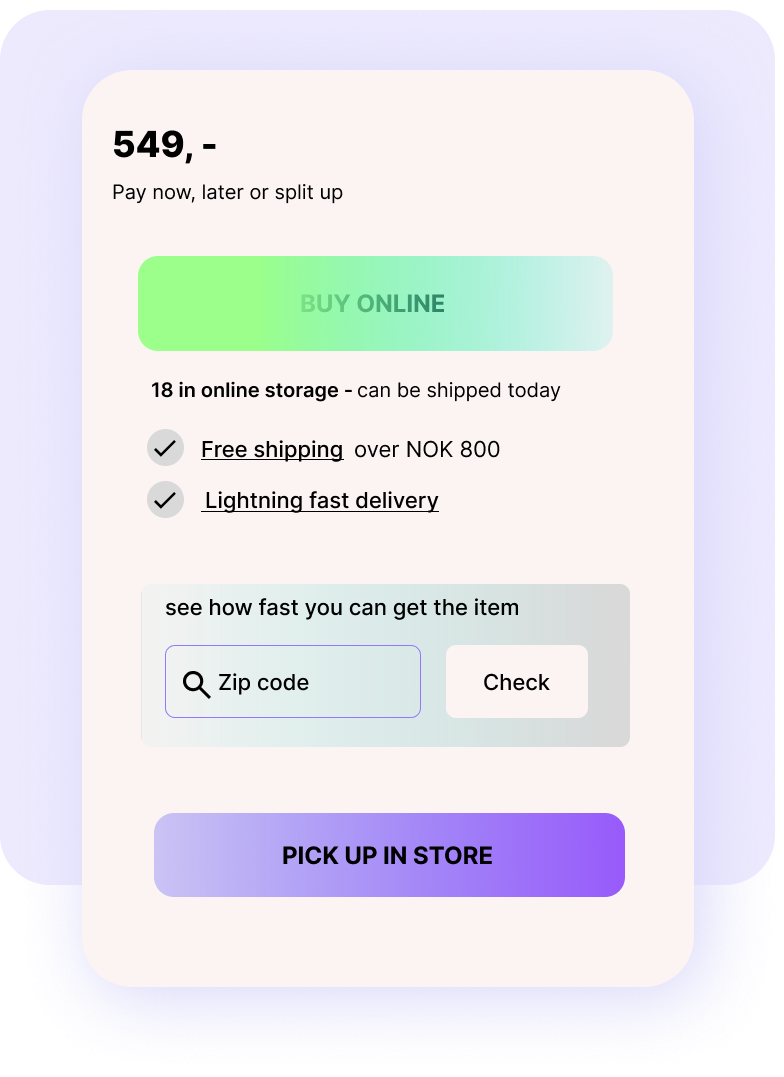 549, -
Pay now, later or split up
BUY ONLINE
18 in online storage - can be shipped today
Free shipping over NOK 800
Lightning fast delivery
see how fast you can get the item
Zip code
Check
PICK UP IN STORE